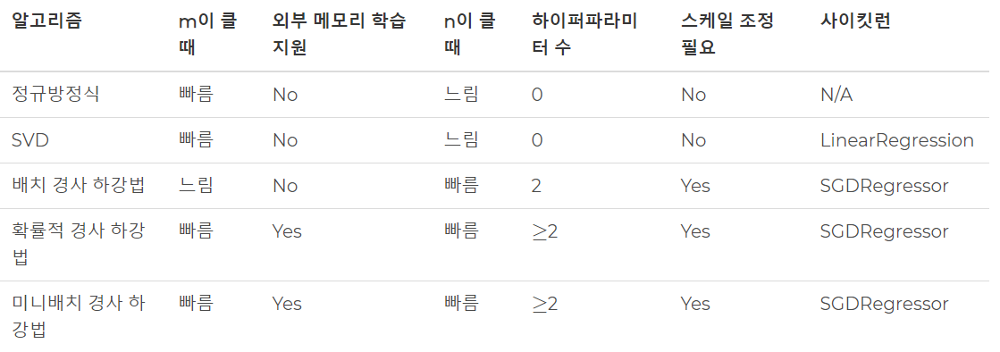 알고리즘 m이 클 때 외부 메모리 학습 지원 n이 클 때 하이퍼파라미터 수 스케일 조정 필요 사이킷런
정규방정식 빠름 No 느림 0 No N/A
SVD 빠름 No 느림 0 No LinearRegression
배치 경사 하강법 느림 No 빠름 2 Yes SGDRegressor
확률적 경사 하강법 빠름 Yes 빠름 ≥2 Yes SGDRegressor
미니배치 경사 하강법 빠름 Yes 빠름 ≥2 Yes SGDRegressor